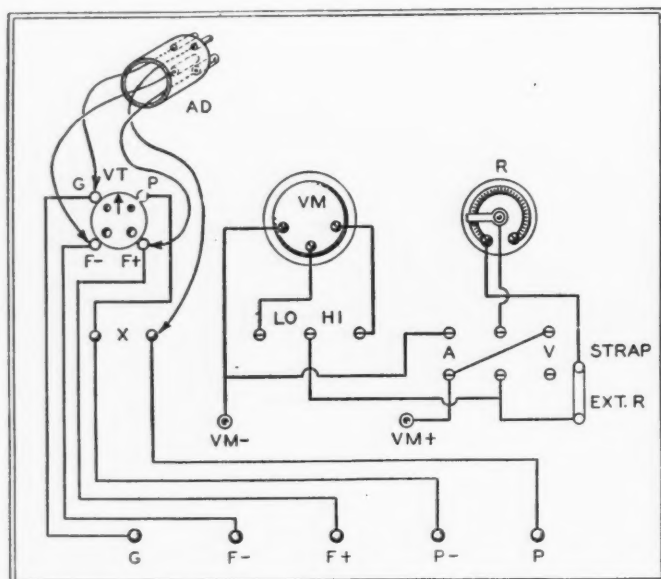 AD
R
G VT P
VM
F- F+
X
LO HI
A V
STRAP
EXT. R
VM- VM+
G F- F+ P- P